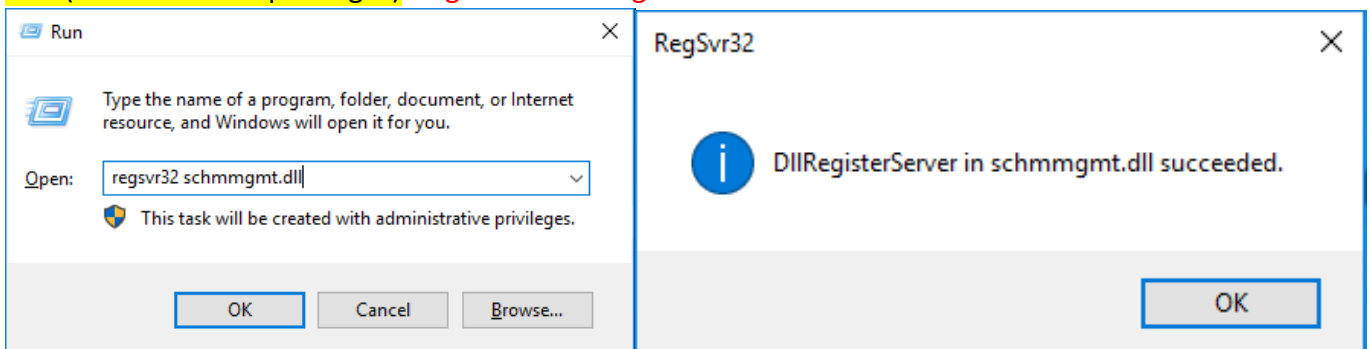 Run
Type the name of a program, folder, document, or Internet
resource, and Windows will open it for you.
Open:
regsvr32 schmmgmt.dll
This task will be created with administrative privileges.
OK
Cancel
Browse...
RegSvr32
DllRegisterServer in schmmgmt.dll succeeded.
OK